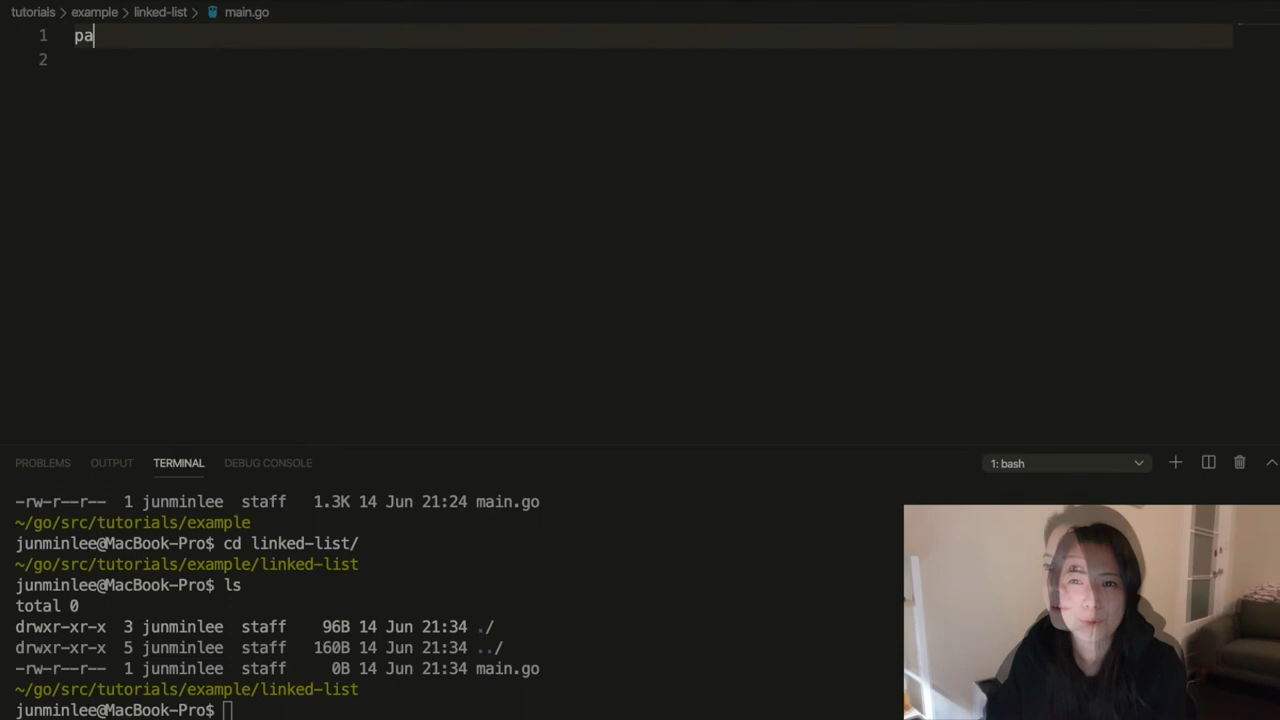 tutorials > example > linked-list > main.go
1 pa
2
PROBLEMS OUTPUT TERMINAL DEBUG CONSOLE 1: bash
-rw-r--r-- 1 junminlee staff 1.3K 14 Jun 21:24 main.go
~/go/src/tutorials/example
junminlee@MacBook-Pro$ cd linked-list/
~/go/src/tutorials/example/linked-list
junminlee@MacBook-Pro$ ls
total 0
drwxr-xr-x 3 junminlee staff 96B 14 Jun 21:34 ./
drwxr-xr-x 5 junminlee staff 160B 14 Jun 21:34 ../
-rw-r--r-- 1 junminlee staff 0B 14 Jun 21:34 main.go
~/go/src/tutorials/example/linked-list
junminlee@MacBook-Pro$